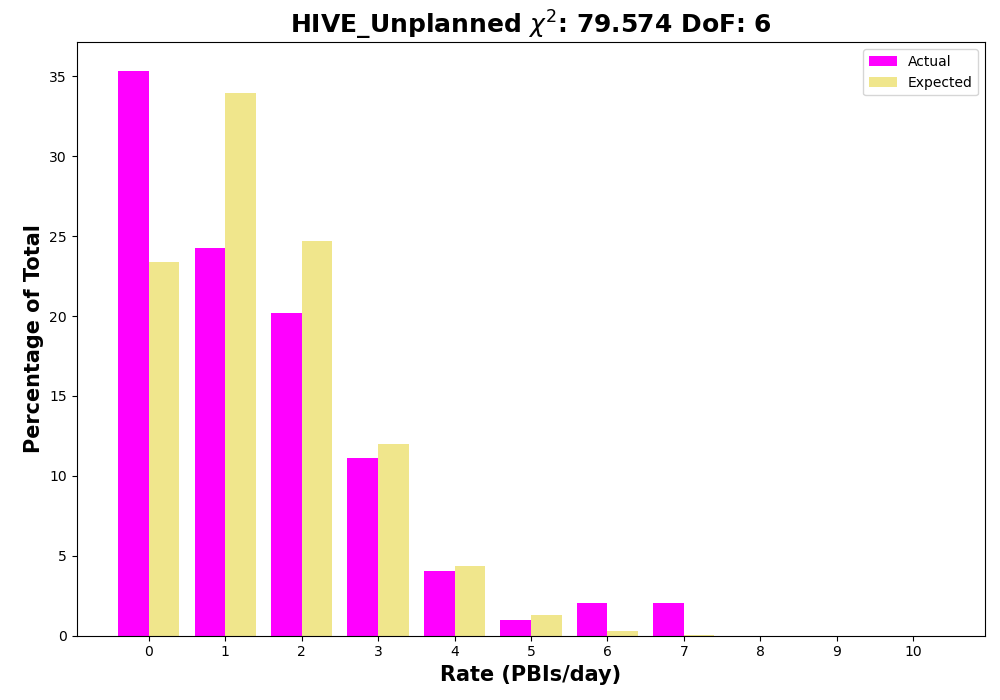 HIVE_Unplanned χ²: 79.574 DoF: 6
Actual
Expected
Percentage of Total
35
30
25
20
15
10
5
0
0 1 2 3 4 5 6 7 8 9 10
Rate (PBIs/day)